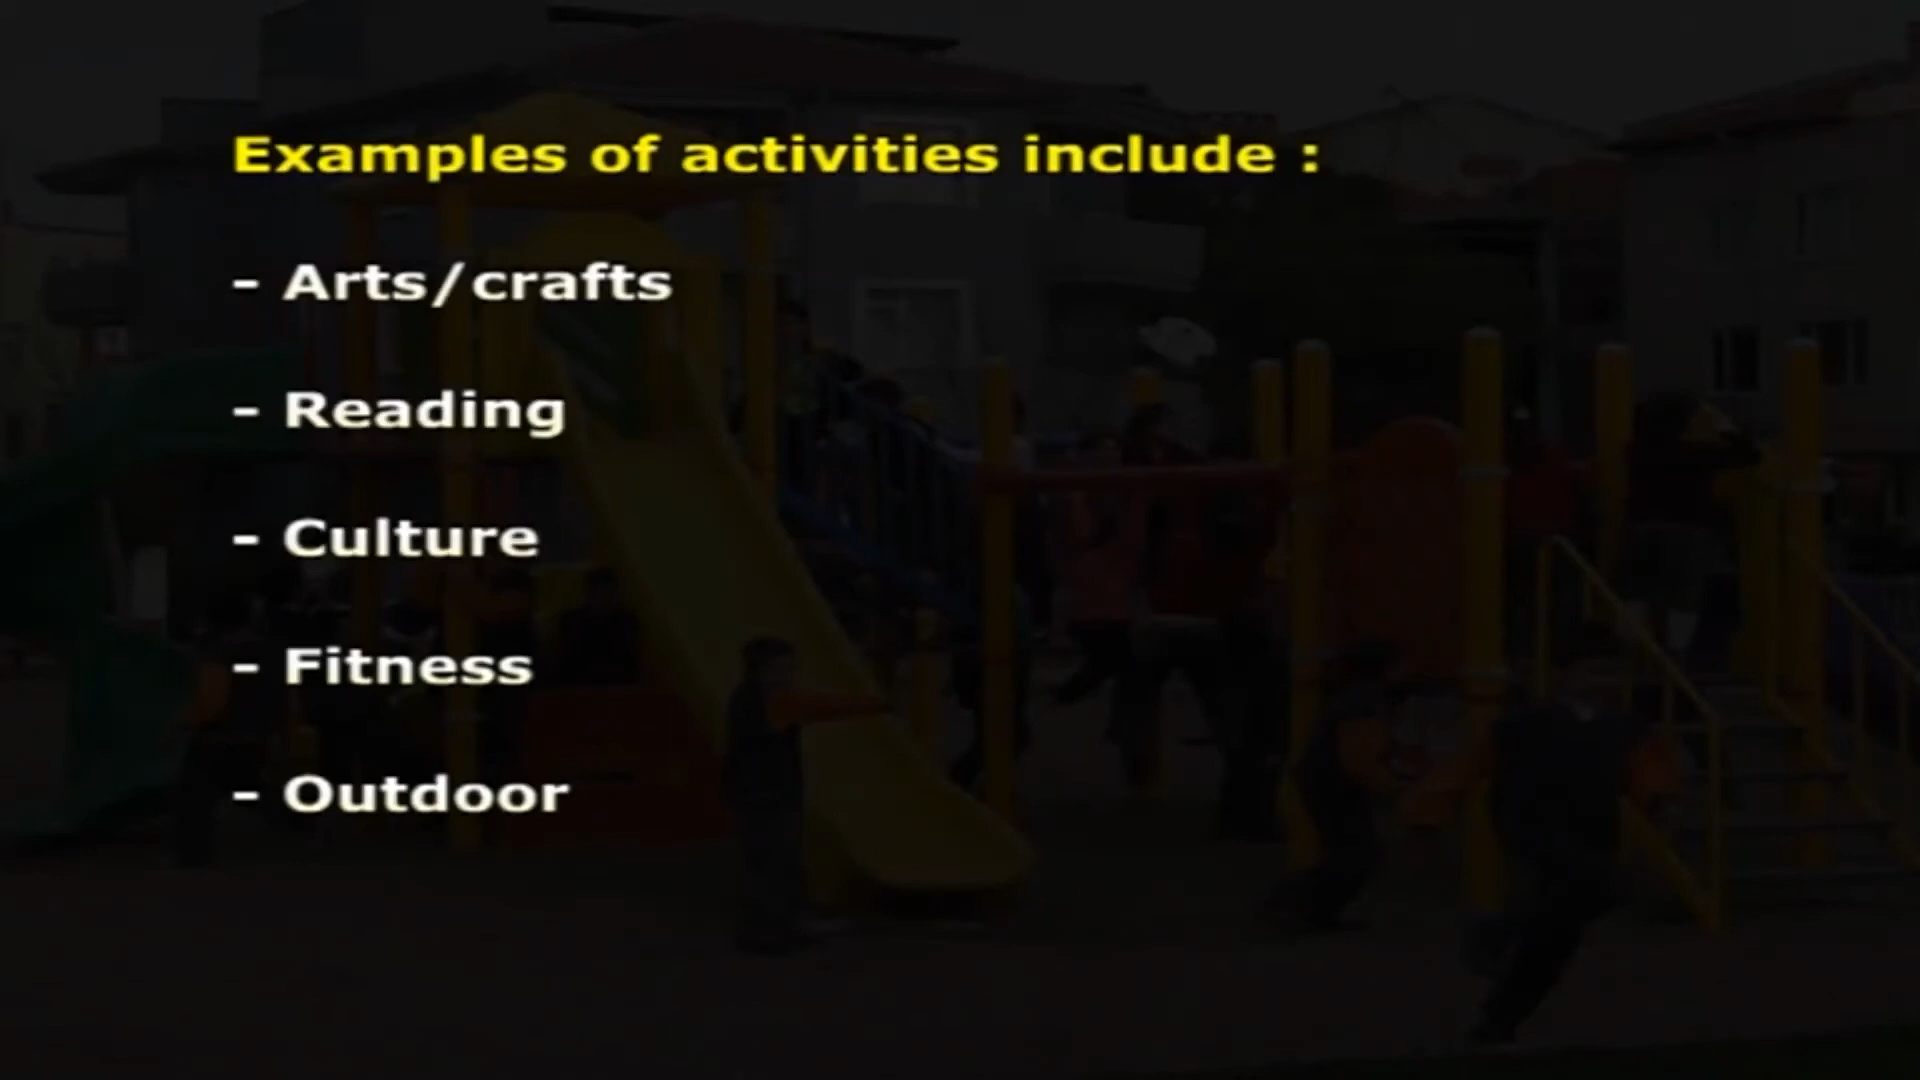 Examples of activities include :
- Arts/crafts
- Reading
- Culture
- Fitness
- Outdoor